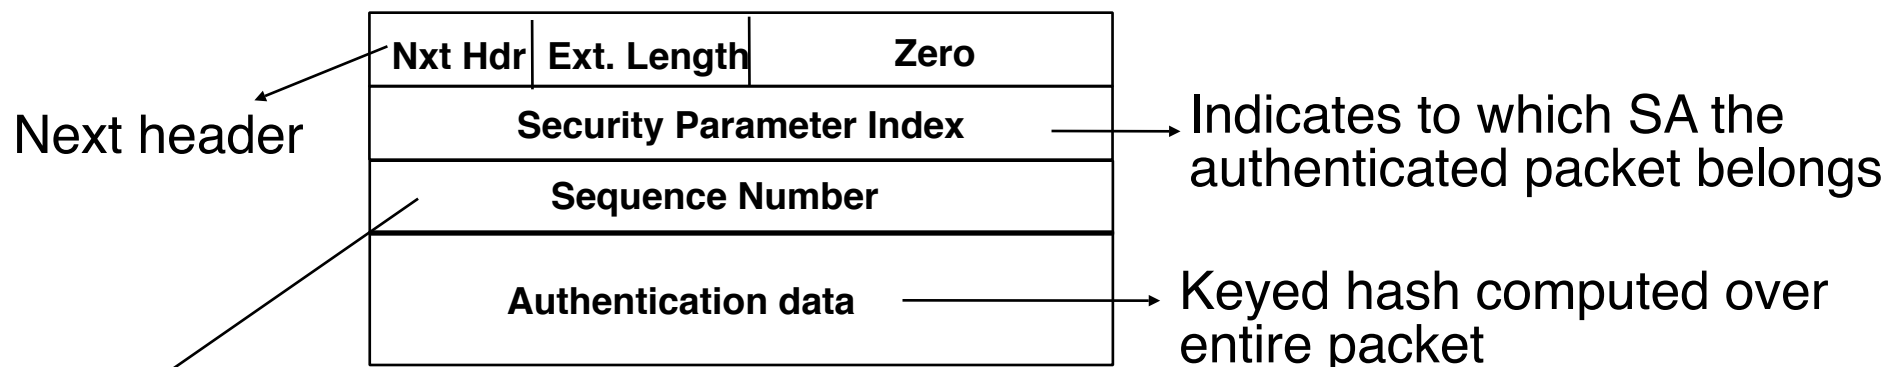 Nxt Hdr Ext. Length Zero
Next header
Security Parameter Index
Indicates to which SA the
authenticated packet belongs
Sequence Number
Authentication data
Keyed hash computed over
entire packet